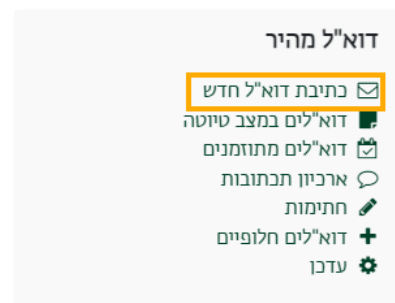 דוא"ל מהיר
כתיבת דוא"ל חדש
דוא"לים במצב טיוטה
דוא"לים מתוזמנים
ארכיון תכתובות
חתימות
דוא"לים חלופיים
עדכן